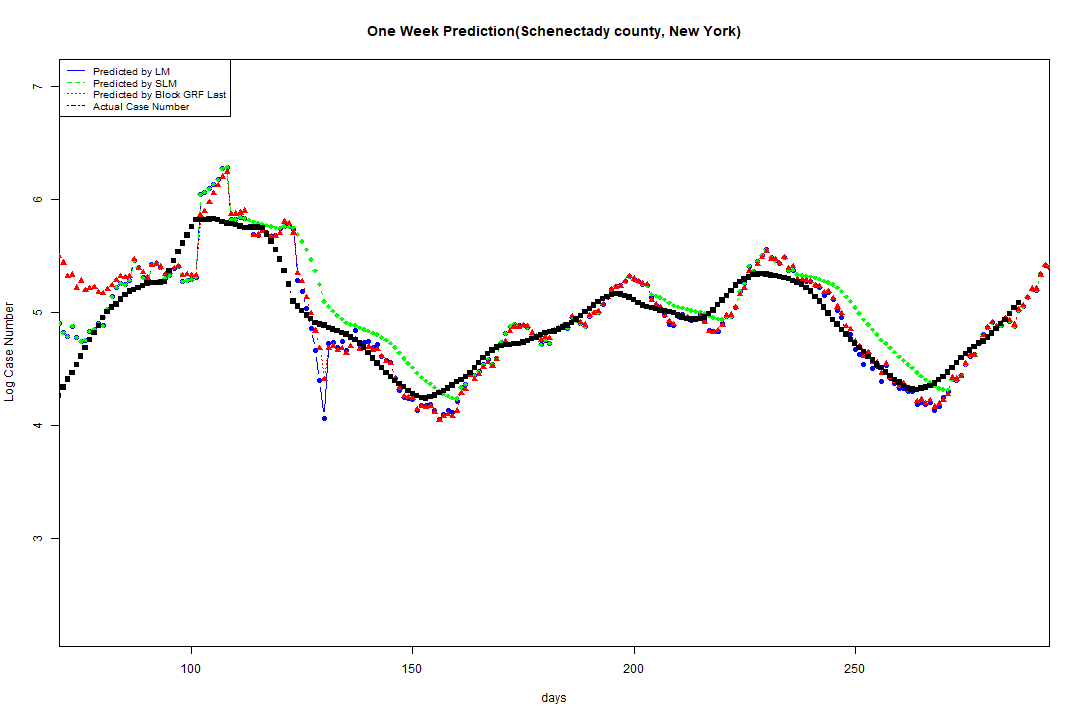 One Week Prediction(Schenectady county, New York)
Predicted by LM
Predicted by SLM
Predicted by Block GRF Last
Actual Case Number
7
6
5
4
3
Log Case Number
100
150
200
250
days